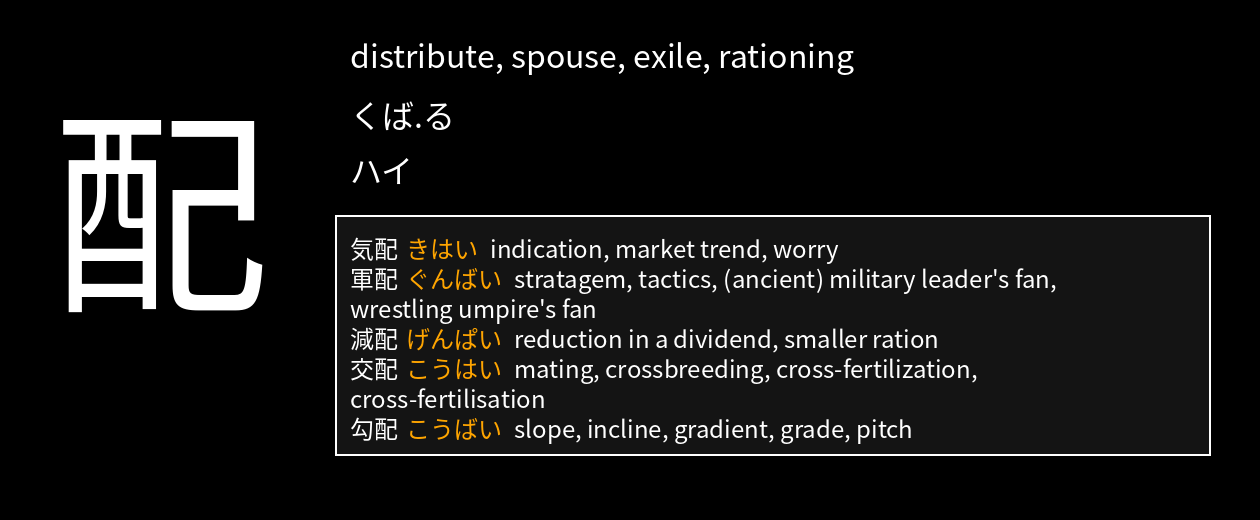 配
distribute, spouse, exile, rationing
くば.る
ハイ
気配 きはい indication, market trend, worry
軍配 ぐんばい stratagem, tactics, (ancient) military leader's fan,
wrestling umpire's fan
減配 げんぱい reduction in a dividend, smaller ration
交配 こうはい mating, crossbreeding, cross-fertilization,
cross-fertilisation
勾配 こうばい slope, incline, gradient, grade, pitch